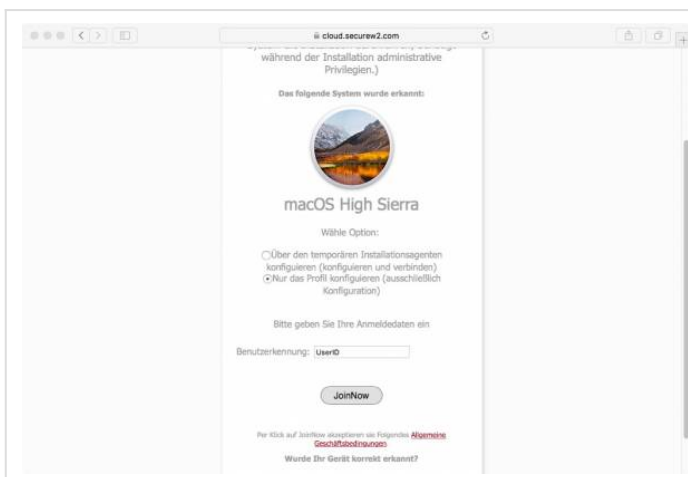 cloud.securew2.com
während der Installation administrative
Privilegien.)
Das folgende System wurde erkannt:
macOS High Sierra
Wähle Option:
Über den temporären Installationsagenten
konfigurieren (konfigurieren und verbinden)
Nur das Profil konfigurieren (ausschließlich
Konfiguration)
Bitte geben Sie Ihre Anmeldedaten ein
Benutzerkennung: UserID
JoinNow
Per Klick auf JoinNow akzeptieren sie Folgendes Allgemeine
Geschäftsbedingungen
Wurde Ihr Gerät korrekt erkannt?